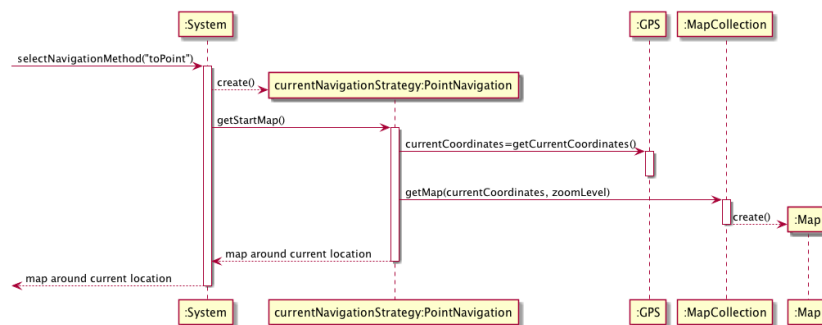 :System
:GPS
:MapCollection
selectNavigationMethod("toPoint")
create()
currentNavigationStrategy:PointNavigation
getStartMap()
currentCoordinates=getCurrentCoordinates()
getMap(currentCoordinates, zoomLevel)
create()
:Map
map around current location
map around current location
:System
currentNavigationStrategy:PointNavigation
:GPS
:MapCollection
:Map